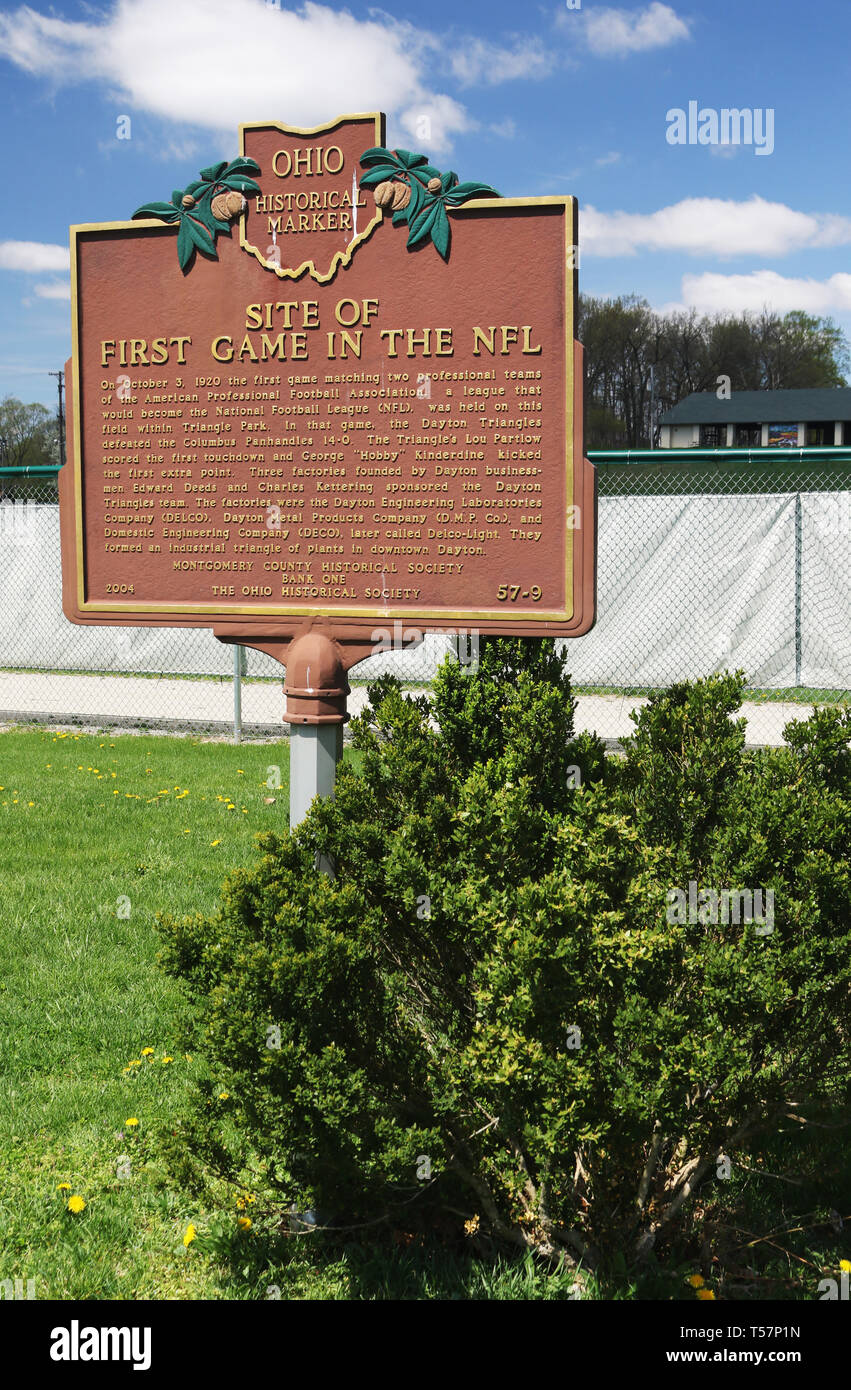 OHIO
HISTORICAL
MARKER
SITE OF
FIRST GAME IN THE NFL
On October 3, 1920 the first game matching two professional teams
of the American Professional Football Association, a league that
would become the National Football League (NFL), was held on this
field within Triangle Park. In that game, the Dayton Triangles
defeated the Columbus Panhandles 14-0. The Triangle's Lou Partlow
scored the first touchdown and George "Hobby" Kinderdine kicked
the first extra point. Three factories founded by Dayton business-
men Edward Deeds and Charles Kettering sponsored the Dayton
Triangles team. The factories were the Dayton Engineering Laboratories
Company (DELCO), Dayton Metal Products Company (D.M.P. Co.), and
Domestic Engineering Company (DECO), later called Delco-Light. They
formed an industrial triangle of plants in downtown Dayton.
MONTGOMERY COUNTY HISTORICAL SOCIETY
BANK ONE
2004 THE OHIO HISTORICAL SOCIETY 57-9
alamy
alamy
a alamy
Image ID: T57P1N
www.alamy.com